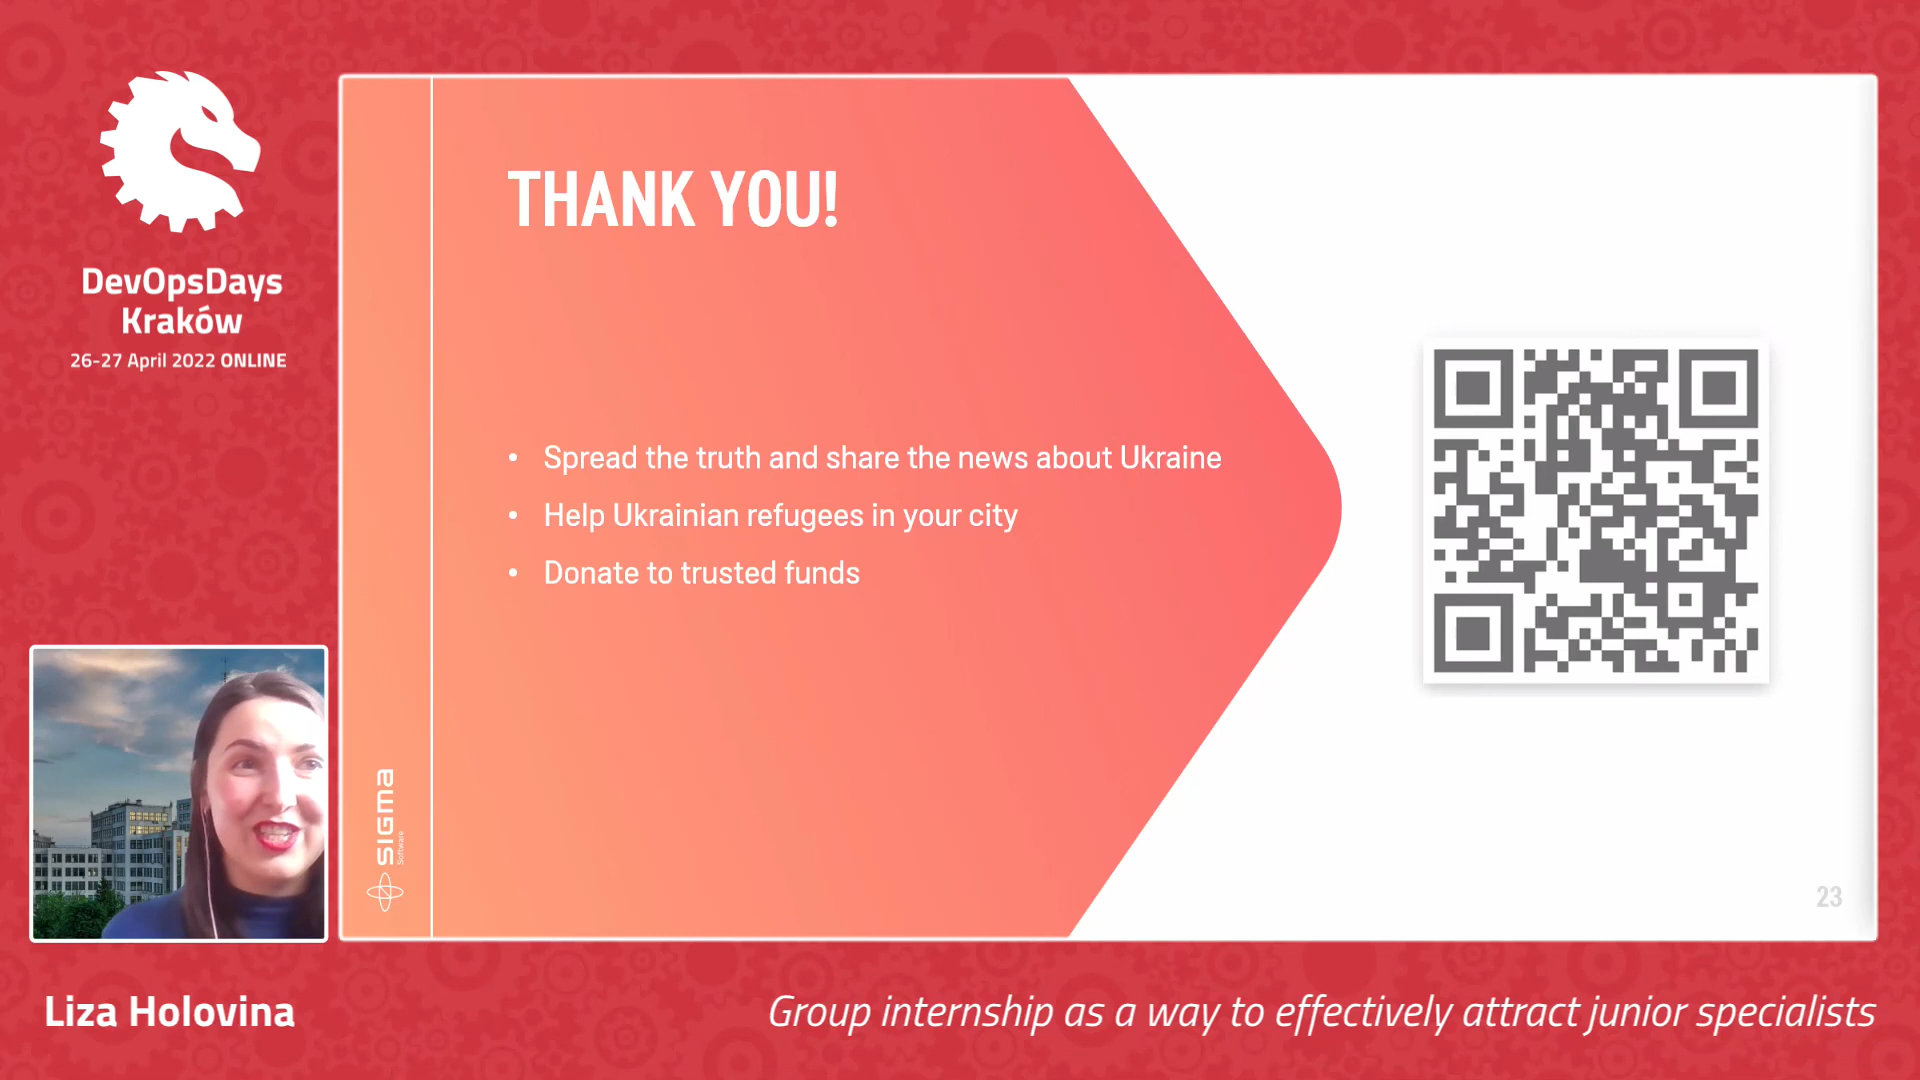 DevOpsDays
Kraków
26-27 April 2022 ONLINE
THANK YOU!
• Spread the truth and share the news about Ukraine
• Help Ukrainian refugees in your city
• Donate to trusted funds
SIGMA
Software
23
Liza Holovina
Group internship as a way to effectively attract junior specialists